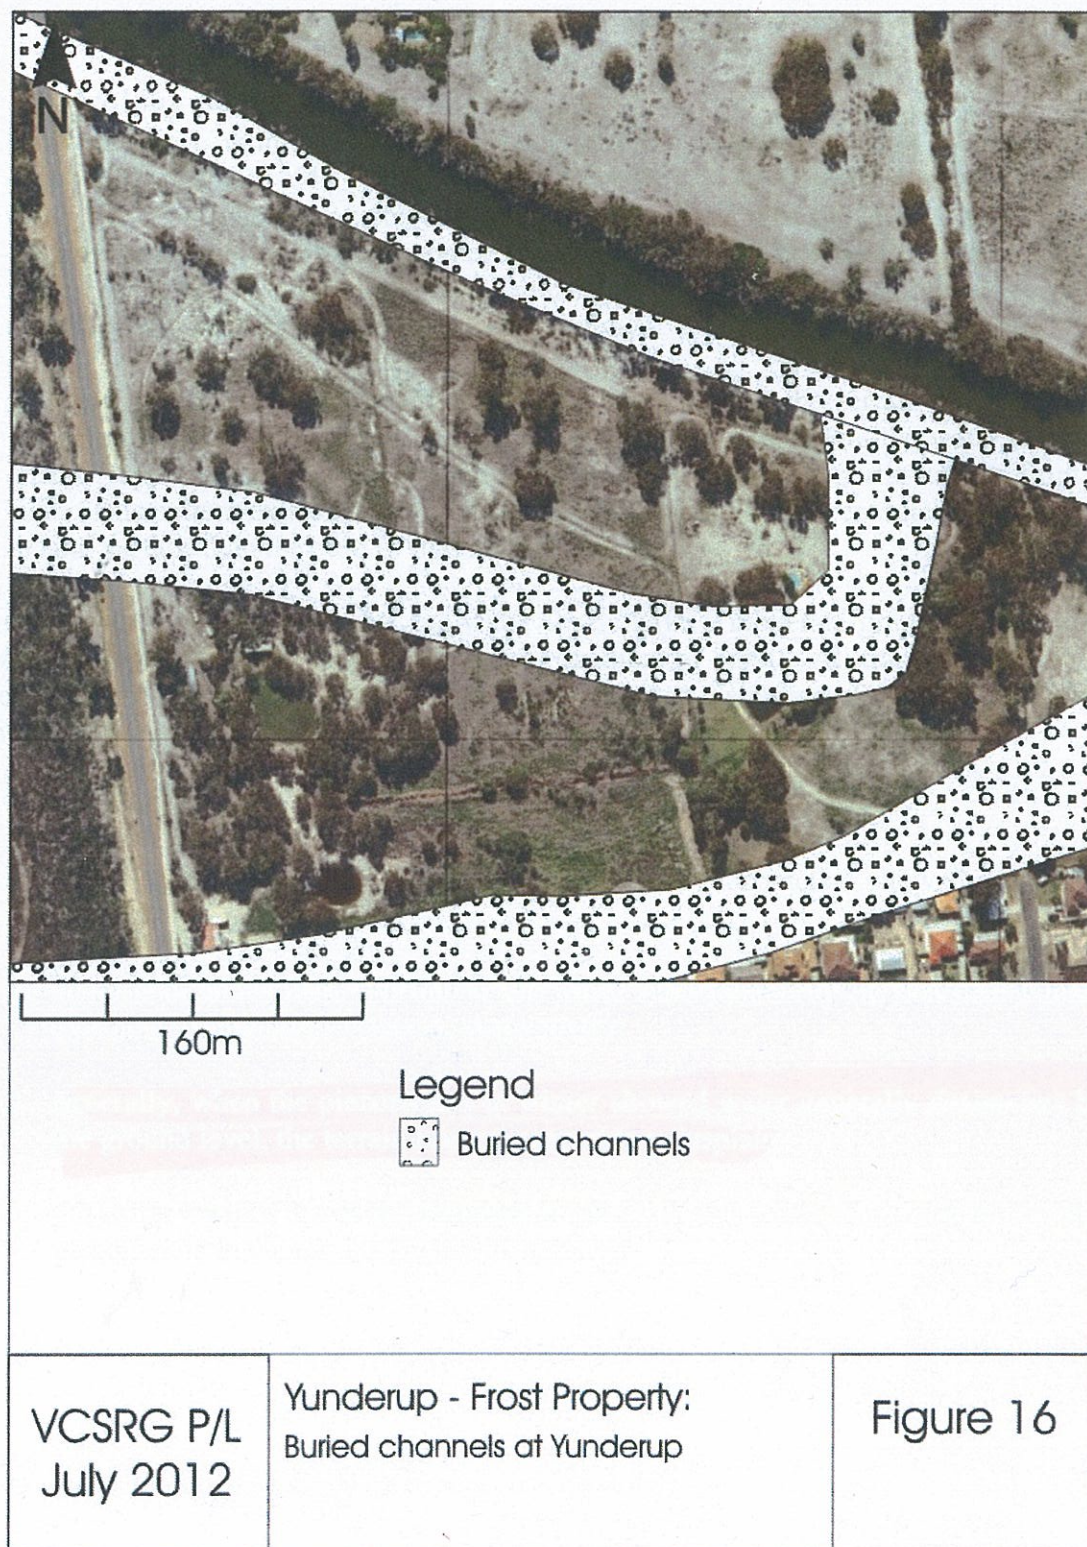 N
160m
Legend
Buried channels
VCSRG P/L
July 2012
Yunderup - Frost Property:
Buried channels at Yunderup
Figure 16